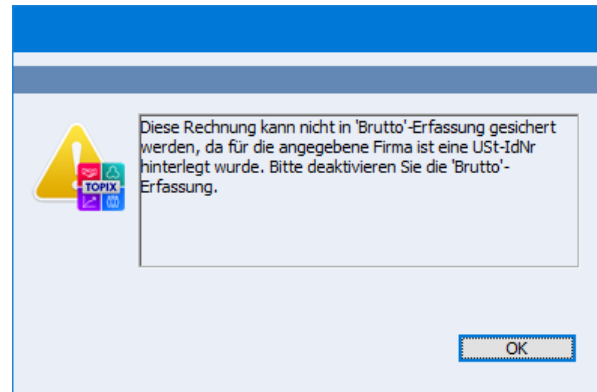 Diese Rechnung kann nicht in 'Brutto'-Erfassung gesichert
werden, da für die angegebene Firma ist eine USt-IdNr
hinterlegt wurde. Bitte deaktivieren Sie die 'Brutto'-
Erfassung.
TOPIX
OK